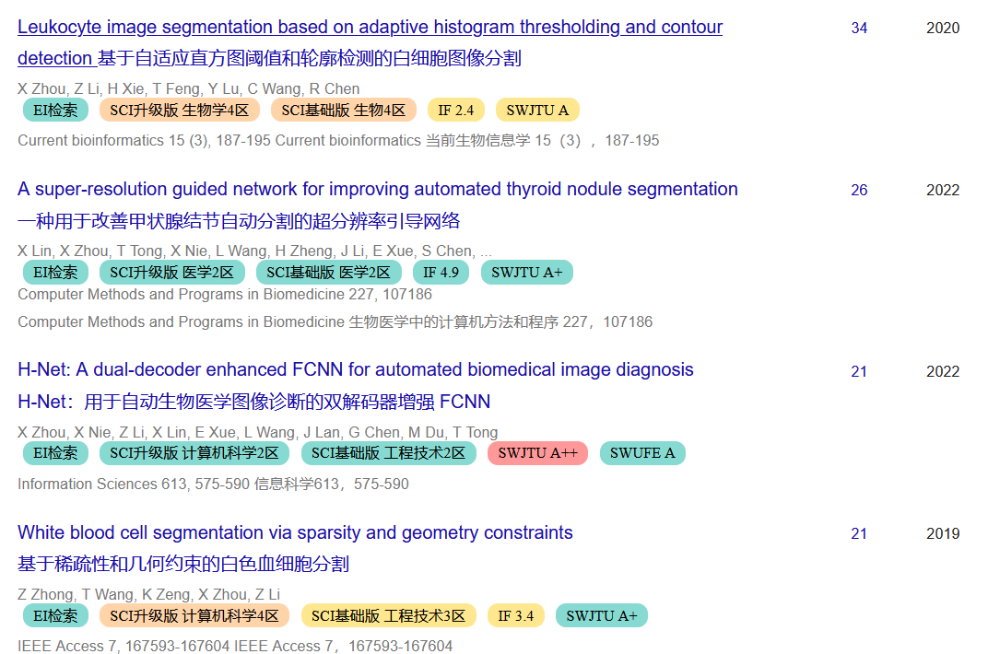 Leukocyte image segmentation based on adaptive histogram thresholding and contour 34 2020
detection 基于自适应直方图阈值和轮廓检测的白细胞图像分割
X Zhou, Z Li, H Xie, T Feng, Y Lu, C Wang, R Chen
EI检索 SCI升级版 生物学4区 SCI基础版 生物4区 IF 2.4 SWJTU A
Current bioinformatics 15 (3), 187-195 Current bioinformatics 当前生物信息学 15（3），187-195
A super-resolution guided network for improving automated thyroid nodule segmentation 26 2022
一种用于改善甲状腺结节自动分割的超分辨率引导网络
X Lin, X Zhou, T Tong, X Nie, L Wang, H Zheng, J Li, E Xue, S Chen, ...
EI检索 SCI升级版 医学2区 SCI基础版 医学2区 IF 4.9 SWJTU A+
Computer Methods and Programs in Biomedicine 227, 107186
Computer Methods and Programs in Biomedicine 生物医学中的计算机方法和程序 227，107186
H-Net: A dual-decoder enhanced FCNN for automated biomedical image diagnosis 21 2022
H-Net：用于自动生物医学图像诊断的双解码器增强 FCNN
X Zhou, X Nie, Z Li, X Lin, E Xue, L Wang, J Lan, G Chen, M Du, T Tong
EI检索 SCI升级版 计算机科学2区 SCI基础版 工程技术2区 SWJTU A++ SWUFE A
Information Sciences 613, 575-590 信息科学613，575-590
White blood cell segmentation via sparsity and geometry constraints 21 2019
基于稀疏性和几何约束的白色血细胞分割
Z Zhong, T Wang, K Zeng, X Zhou, Z Li
EI检索 SCI升级版 计算机科学4区 SCI基础版 工程技术3区 IF 3.4 SWJTU A+
IEEE Access 7, 167593-167604 IEEE Access 7，167593-167604